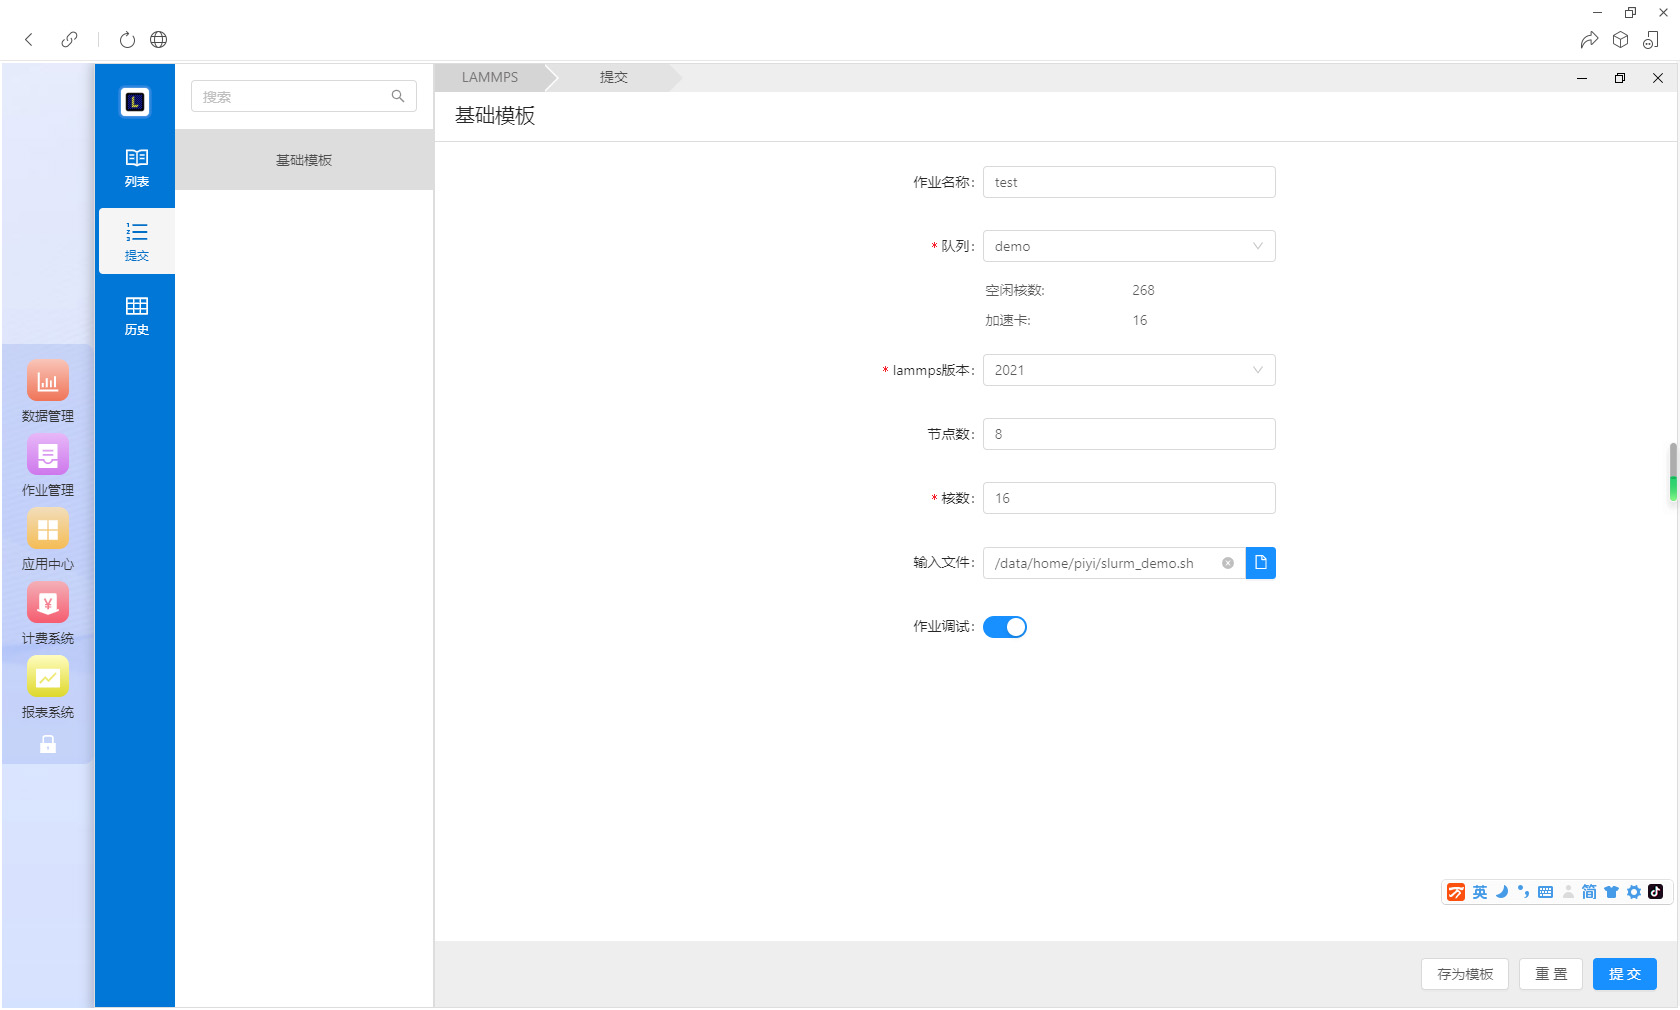 数据管理
作业管理
应用中心
计费系统
报表系统
L
列表
提交
历史
搜索
基础模板
LAMMPS
提交
基础模板
作业名称: test
* 队列: demo
空闲核数: 268
加速卡: 16
* lammps版本: 2021
节点数: 8
* 核数: 16
输入文件: /data/home/piyi/slurm_demo.sh
作业调试:
英 简
存为模板
重 置
提 交